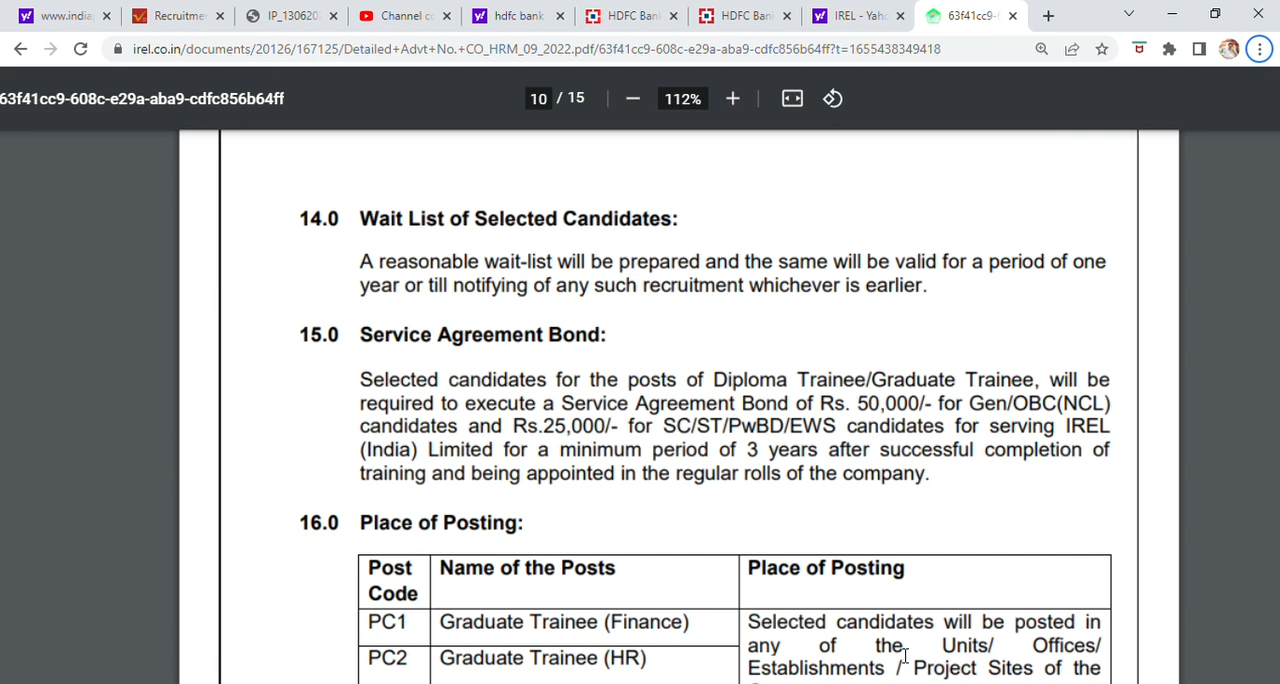 www.india
Recruitme
IP_13062
Channel c
hdfc bank
HDFC Ban
HDFC Ban
IREL - Yah
63f41cc9-
irel.co.in/documents/20126/167125/Detailed+Advt+No.+CO_HRM_09_2022.pdf/63f41cc9-608c-e29a-aba9-cdfc856b64ff?t=1655438349418
63f41cc9-608c-e29a-aba9-cdfc856b64ff
10 / 15
112%
14.0 Wait List of Selected Candidates:
A reasonable wait-list will be prepared and the same will be valid for a period of one
year or till notifying of any such recruitment whichever is earlier.
15.0 Service Agreement Bond:
Selected candidates for the posts of Diploma Trainee/Graduate Trainee, will be
required to execute a Service Agreement Bond of Rs. 50,000/- for Gen/OBC(NCL)
candidates and Rs.25,000/- for SC/ST/PwBD/EWS candidates for serving IREL
(India) Limited for a minimum period of 3 years after successful completion of
training and being appointed in the regular rolls of the company.
16.0 Place of Posting:
Post Code
Name of the Posts
Place of Posting
PC1
Graduate Trainee (Finance)
PC2
Graduate Trainee (HR)
Selected candidates will be posted in
any of the Units/ Offices/
Establishments / Project Sites of the